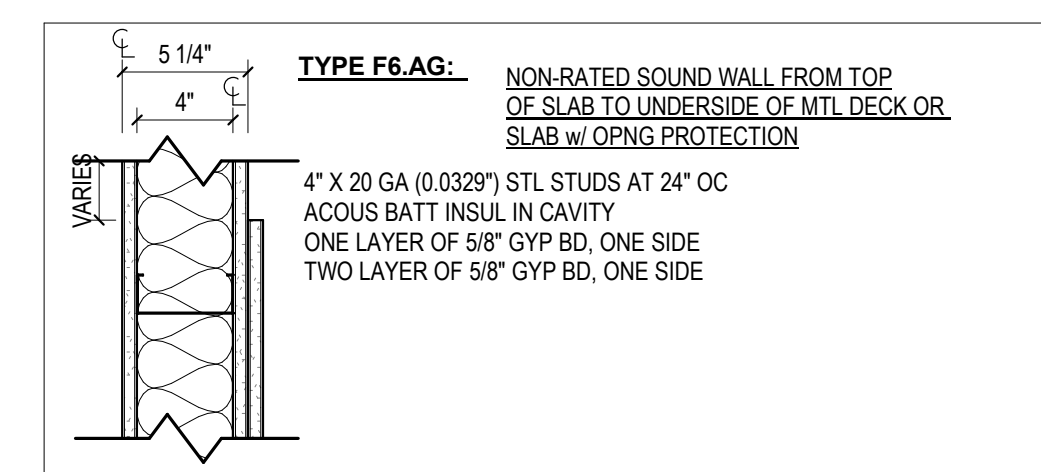 ℄
5 1/4"
℄
4"
VARIES
TYPE F6.AG:
NON-RATED SOUND WALL FROM TOP
OF SLAB TO UNDERSIDE OF MTL DECK OR
SLAB w/ OPNG PROTECTION
4" X 20 GA (0.0329") STL STUDS AT 24" OC
ACOUS BATT INSUL IN CAVITY
ONE LAYER OF 5/8" GYP BD, ONE SIDE
TWO LAYER OF 5/8" GYP BD, ONE SIDE